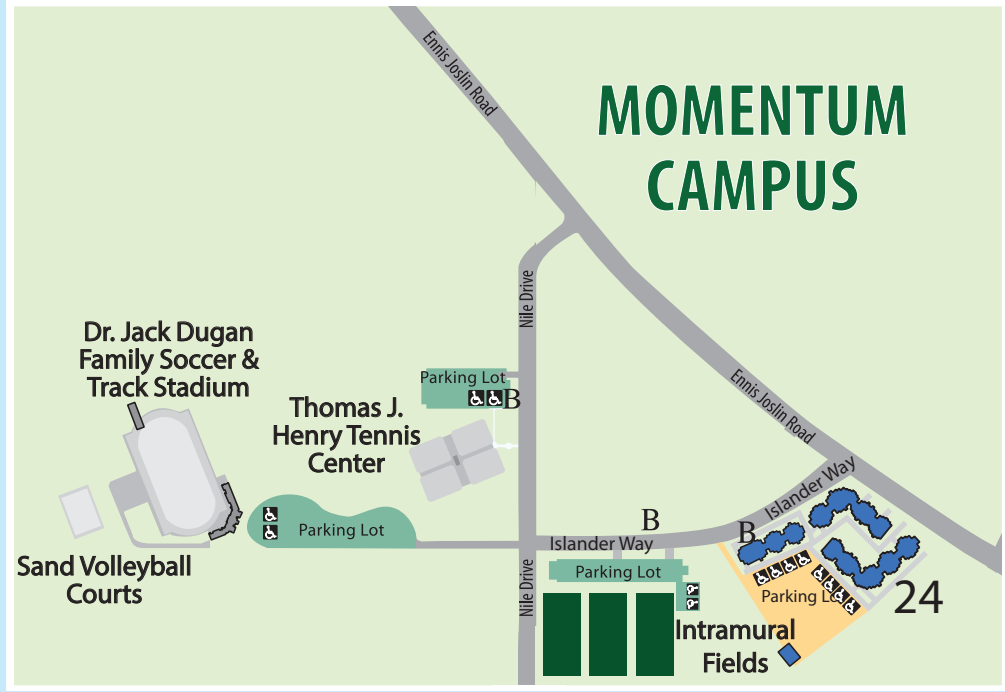 Ennis Joslin Road
MOMENTUM
CAMPUS
Nile Drive
Dr. Jack Dugan
Family Soccer &
Track Stadium
Parking Lot
B
Thomas J.
Henry Tennis
Center
Ennis Joslin Road
Islander Way
B
B
Parking Lot
Islander Way
Sand Volleyball
Courts
Nile Drive
Parking Lot
Parking Lo
24
Intramural
Fields